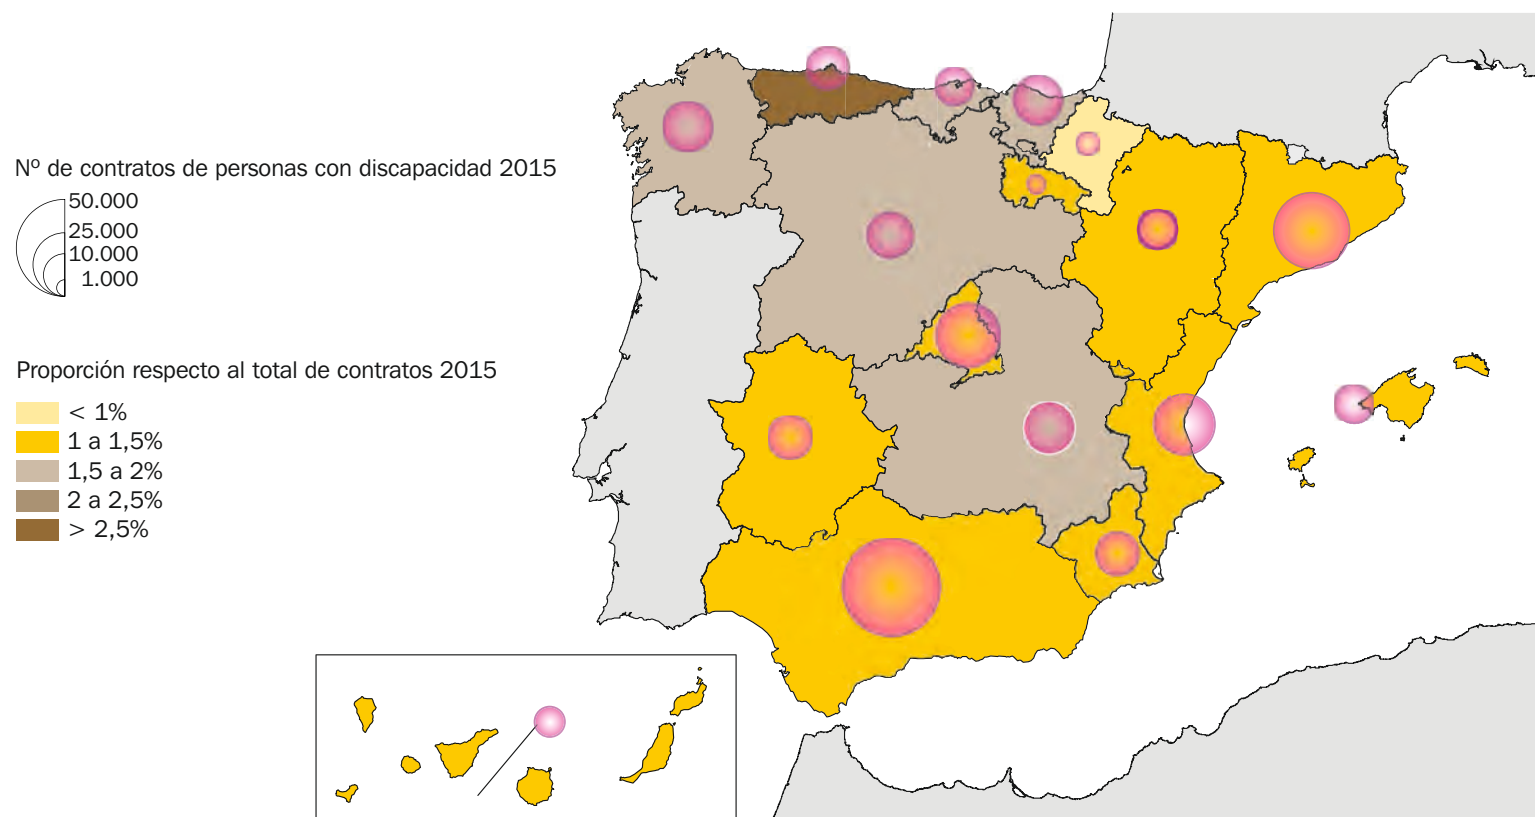 Nº de contratos de personas con discapacidad 2015
50.000
25.000
10.000
1.000
Proporción respecto al total de contratos 2015
< 1%
1 a 1,5%
1,5 a 2%
2 a 2,5%
> 2,5%